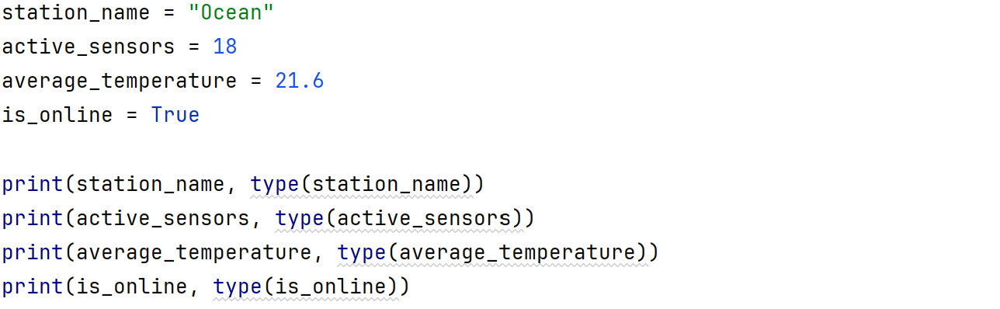 station_name = "Ocean"
active_sensors = 18
average_temperature = 21.6
is_online = True

print(station_name, type(station_name))
print(active_sensors, type(active_sensors))
print(average_temperature, type(average_temperature))
print(is_online, type(is_online))